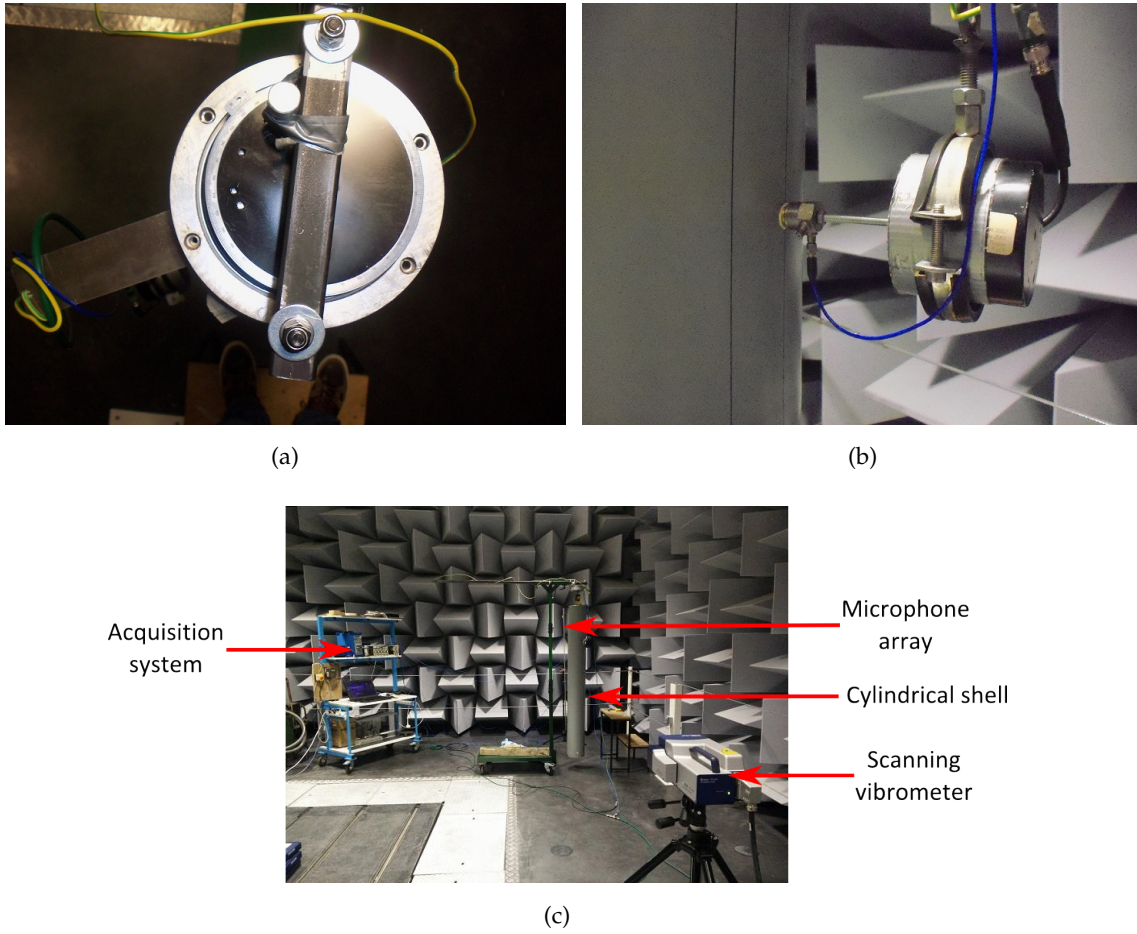 (a)
(b)
Acquisition
system
Microphone
array
Cylindrical shell
Scanning
vibrometer
(c)